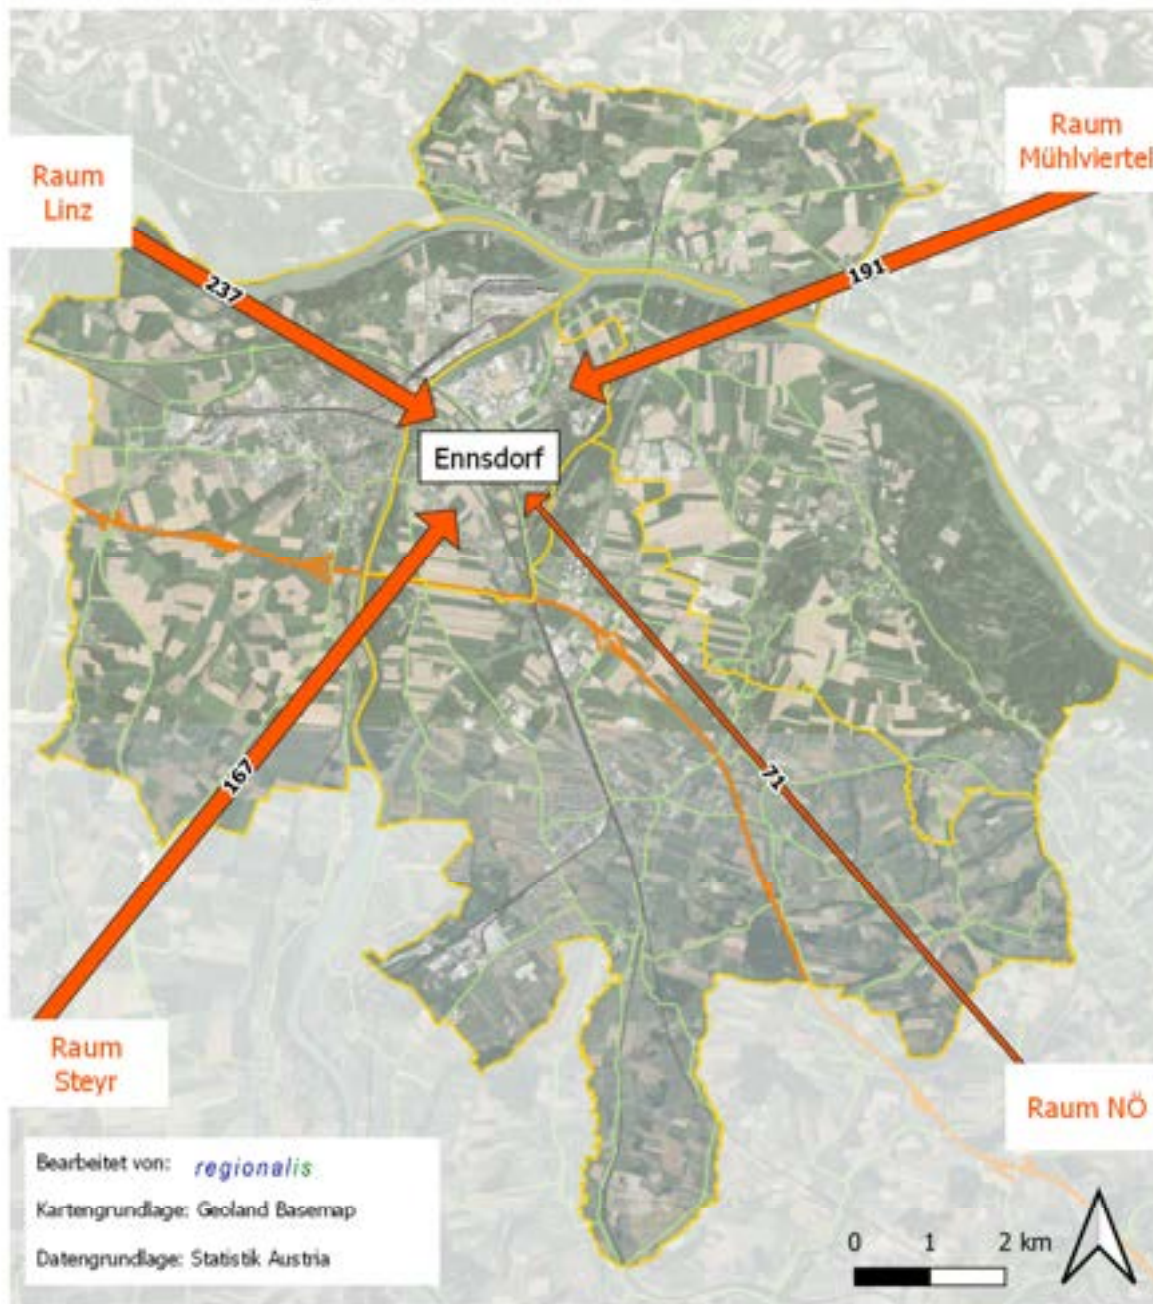 Raum
Mühlviertel
Raum
Linz
237
191
Ennsdorf
167
71
Raum
Steyr
Raum NÖ
Bearbeitet von: regionalis
Kartengrundlage: Geoland Basemap
Datengrundlage: Statistik Austria
0 1 2 km